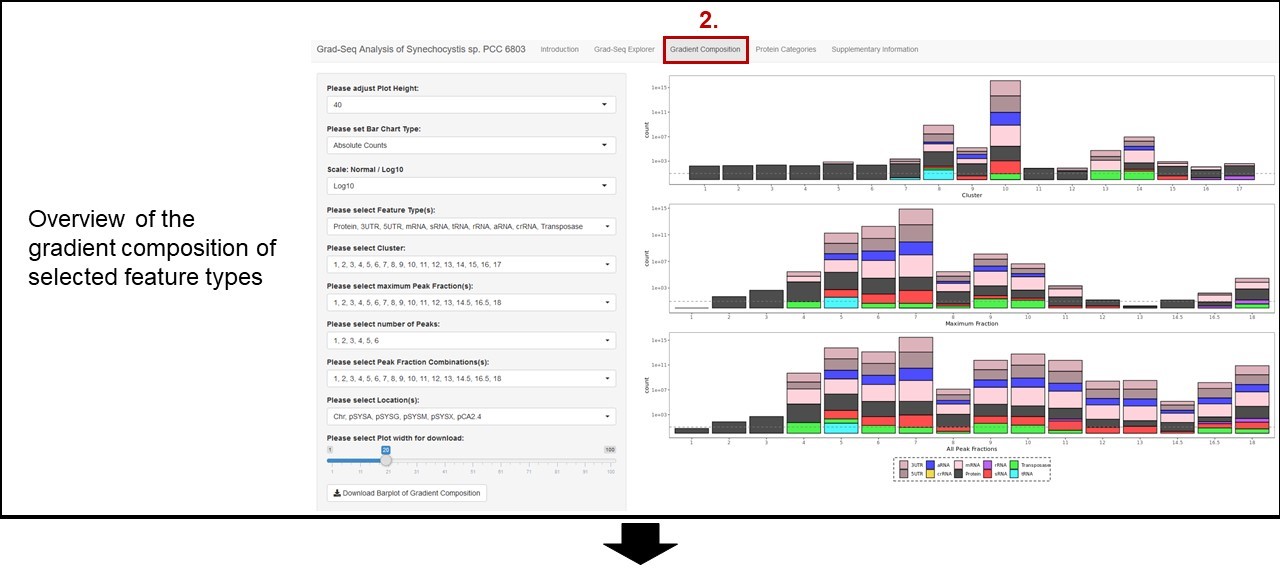 2.
Grad-Seq Analysis of Synechocystis sp. PCC 6803 Introduction Grad-Seq Explorer Gradient Composition Protein Categories Supplementary Information
Overview of the
gradient composition of
selected feature types
Please adjust Plot Height:
40
Please set Bar Chart Type:
Absolute Counts
Scale: Normal / Log10
Log10
Please select Feature Type(s):
Protein, 3UTR, 5UTR, mRNA, sRNA, tRNA, rRNA, aRNA, crRNA, Transposase
Please select Cluster:
1, 2, 3, 4, 5, 6, 7, 8, 9, 10, 11, 12, 13, 14, 15, 16, 17
Please select maximum Peak Fraction(s):
1, 2, 3, 4, 5, 6, 7, 8, 9, 10, 11, 12, 13, 14.5, 16.5, 18
Please select number of Peaks:
1, 2, 3, 4, 5, 6
Please select Peak Fraction Combinations(s):
1, 2, 3, 4, 5, 6, 7, 8, 9, 10, 11, 12, 13, 14.5, 16.5, 18
Please select Location(s):
Chr, pSYSA, pSYSG, pSYSM, pSYSX, pCA2.4
Please select Plot width for download:
1 20 100
1 11 21 31 41 51 61 71 81 91 100
Download Barplot of Gradient Composition
count
1e+15
1e+11
1e+07
1e+03
1 2 3 4 5 6 7 8 9 10 11 12 13 14 15 16 17
Cluster
count
1e+15
1e+11
1e+07
1e+03
1 2 3 4 5 6 7 8 9 10 11 12 13 14.5 16.5 18
Maximum Fraction
count
1e+15
1e+11
1e+07
1e+03
1 2 3 4 5 6 7 8 9 10 11 12 13 14.5 16.5 18
All Peak Fractions
3UTR aRNA mRNA rRNA Transposase
5UTR crRNA Protein sRNA tRNA